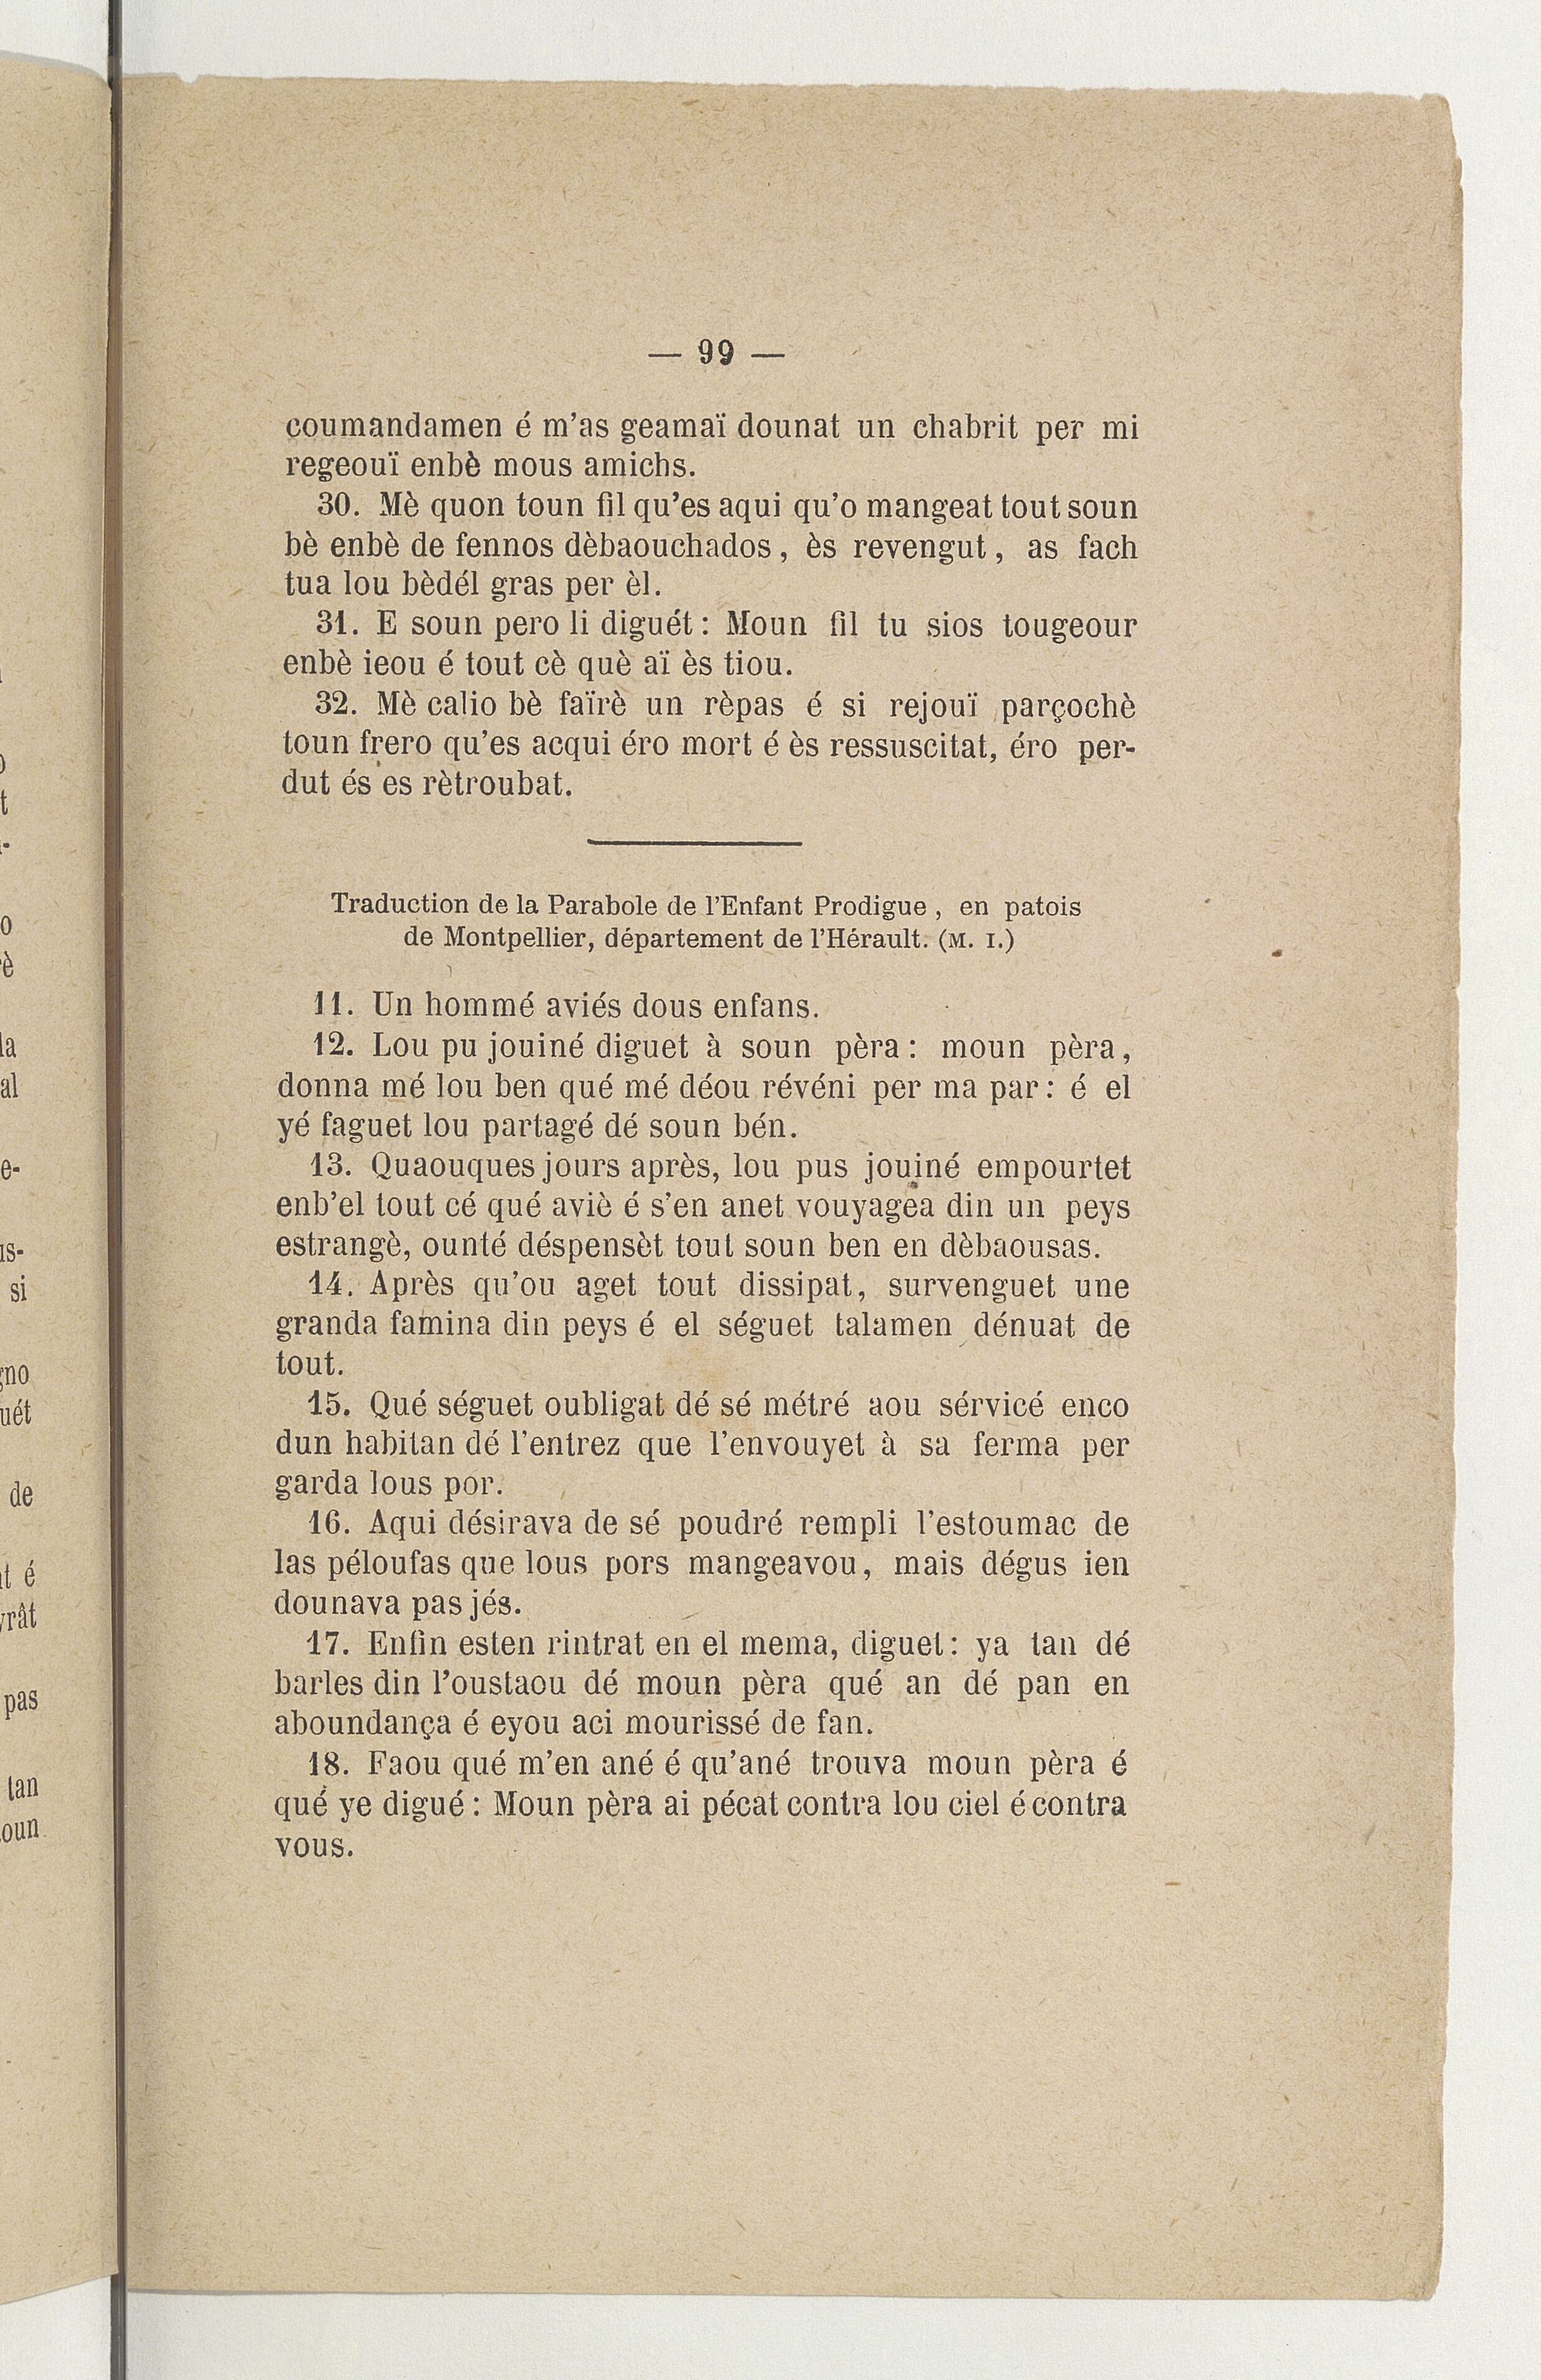 — 99 —
coumandamen é m'as geamaï dounat un chabrit per mi
regeouï enbè mous amichs.
30. Mè quon toun fil qu'es aqui qu'o mangeat tout soun
bè enbè de fennos dèbaouchados, ès revengut, as fach
tua lou bèdél gras per èl.
31. E soun pero li diguét: Moun fil tu sios tougeour
enbè ieou é tout cè què aï ès tiou.
32. Mè calio bè faïrè un rèpas é si rejouï parçochè
toun frero qu'es acqui éro mort é ès ressuscitat, éro per-
dut és es rètroubat.
Traduction de la Parabole de l'Enfant Prodigue, en patois
de Montpellier, département de l'Hérault. (M. I.)
11. Un hommé aviés dous enfans.
12. Lou pu jouiné diguet à soun pèra: moun pèra,
donna mé lou ben qué mé déou révéni per ma par: é el
yé faguet lou partagé dé soun bén.
13. Quaouques jours après, lou pus jouiné empourtet
enb'el tout cé qué aviè é s'en anet vouyagea din un peys
estrangè, ounté déspensèt tout soun ben en dèbaousas.
14. Après qu'ou aget tout dissipat, survenguet une
granda famina din peys é el séguet talamen dénuat de
tout.
15. Qué séguet oubligat dé sé métré aou sérvicé enco
dun habitan dé l'entrez que l'envouyet à sa ferma per
garda lous por.
16. Aqui désirava de sé poudré rempli l'estoumac de
las péloufas que lous pors mangeavou, mais dégus ien
dounava pas jés.
17. Enfin esten rintrat en el mema, diguet: ya tan dé
barles din l'oustaou dé moun pèra qué an dé pan en
aboundança é eyou aci mourissé de fan.
18. Faou qué m'en ané é qu'ané trouva moun pèra é
qué ye digué: Moun pèra ai pécat contra lou ciel é contra
vous.